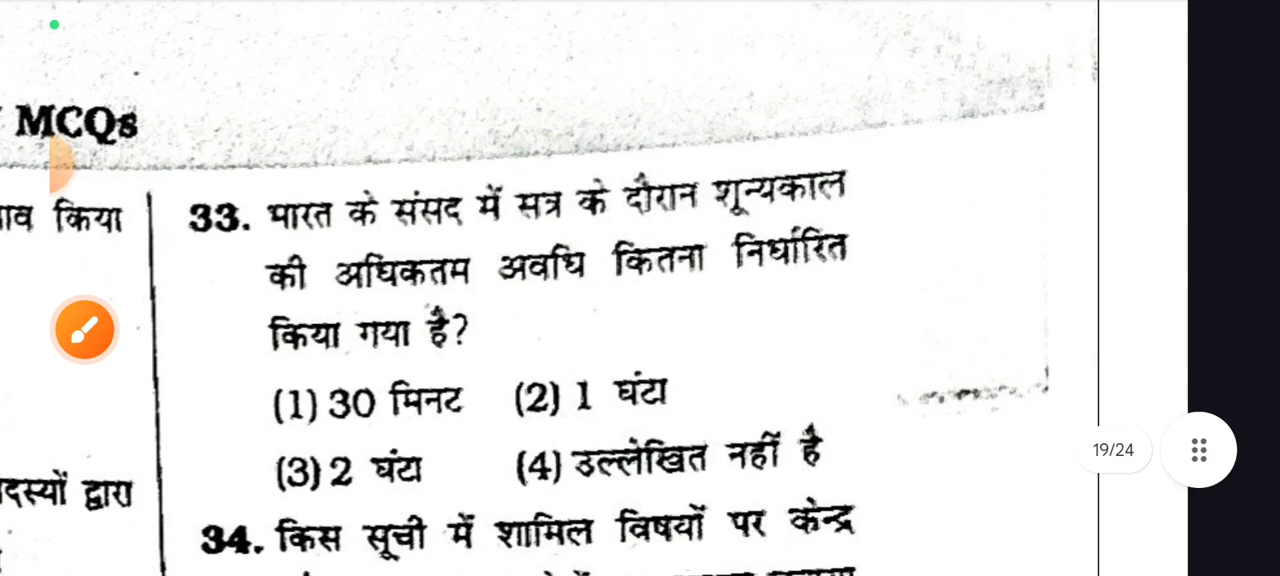 MCQs
किया
33. भारत के संसद में सत्र के दौरान शून्यकाल
की अधिकतम अवधि कितना निर्धारित
किया गया है?
(1) 30 मिनट (2) 1 घंटा
(3) 2 घंटा (4) उल्लेखित नहीं है
द्वारा
34. किस सूची में शामिल विषयों पर केन्द्र
19/24